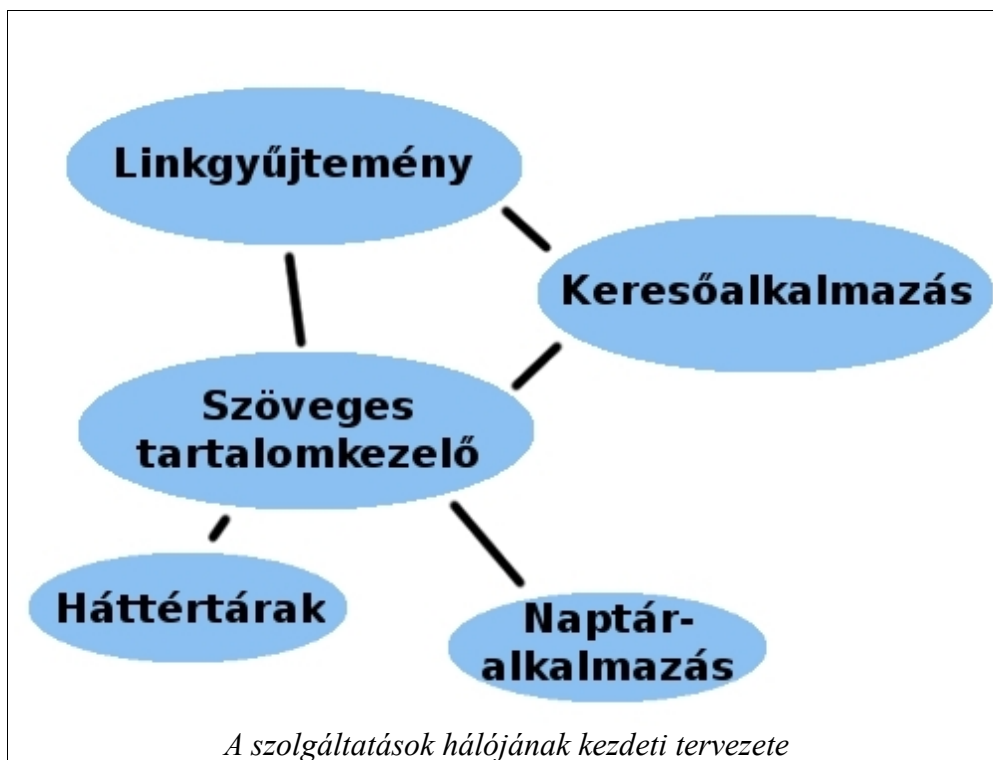 Linkgyűjtemény
Keresőalkalmazás
Szöveges
tartalomkezelő
Háttértárak
Naptár-
alkalmazás
A szolgáltatások hálójának kezdeti tervezete